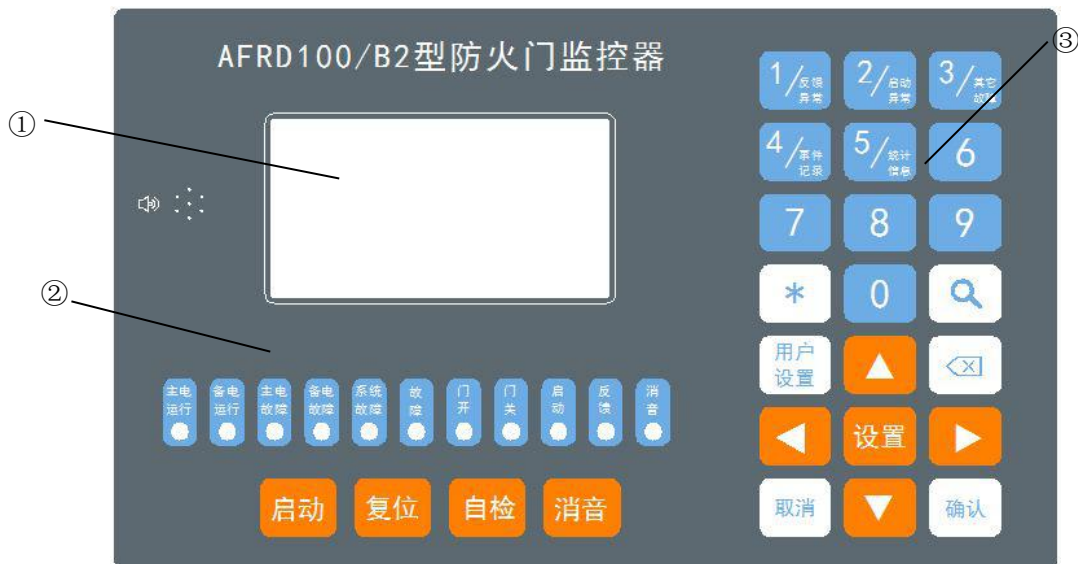 AFRD100/B2型防火门监控器
①
②
③
主电
运行
备电
运行
主电
故障
备电
故障
系统
故障
故
障
门
开
门
关
启
动
反
馈
消
音
启动
复位
自检
消音
1/反馈
异常
2/启动
异常
3/其它
故障
4/事件
记录
5/统计
信息
6
7
8
9
*
0
用户
设置
设置
取消
确认